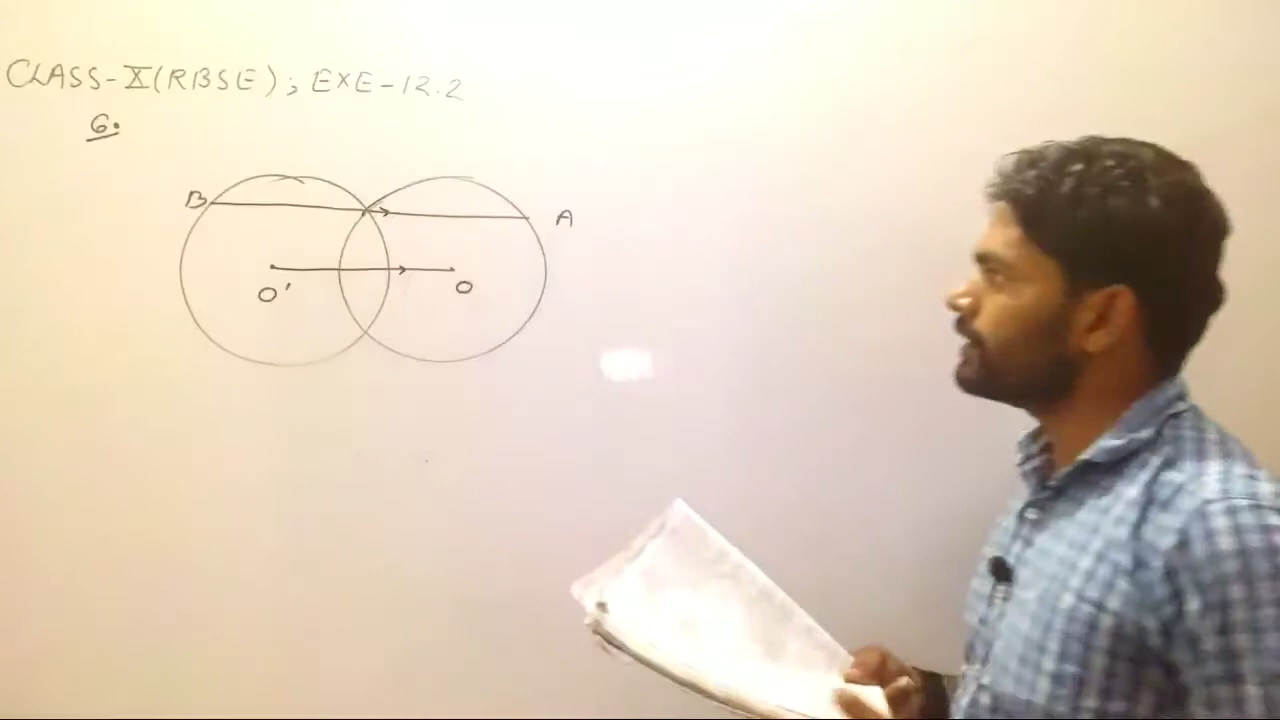 CLASS-X(RBSE); EXE-12.2
6.
B
A
O'
O